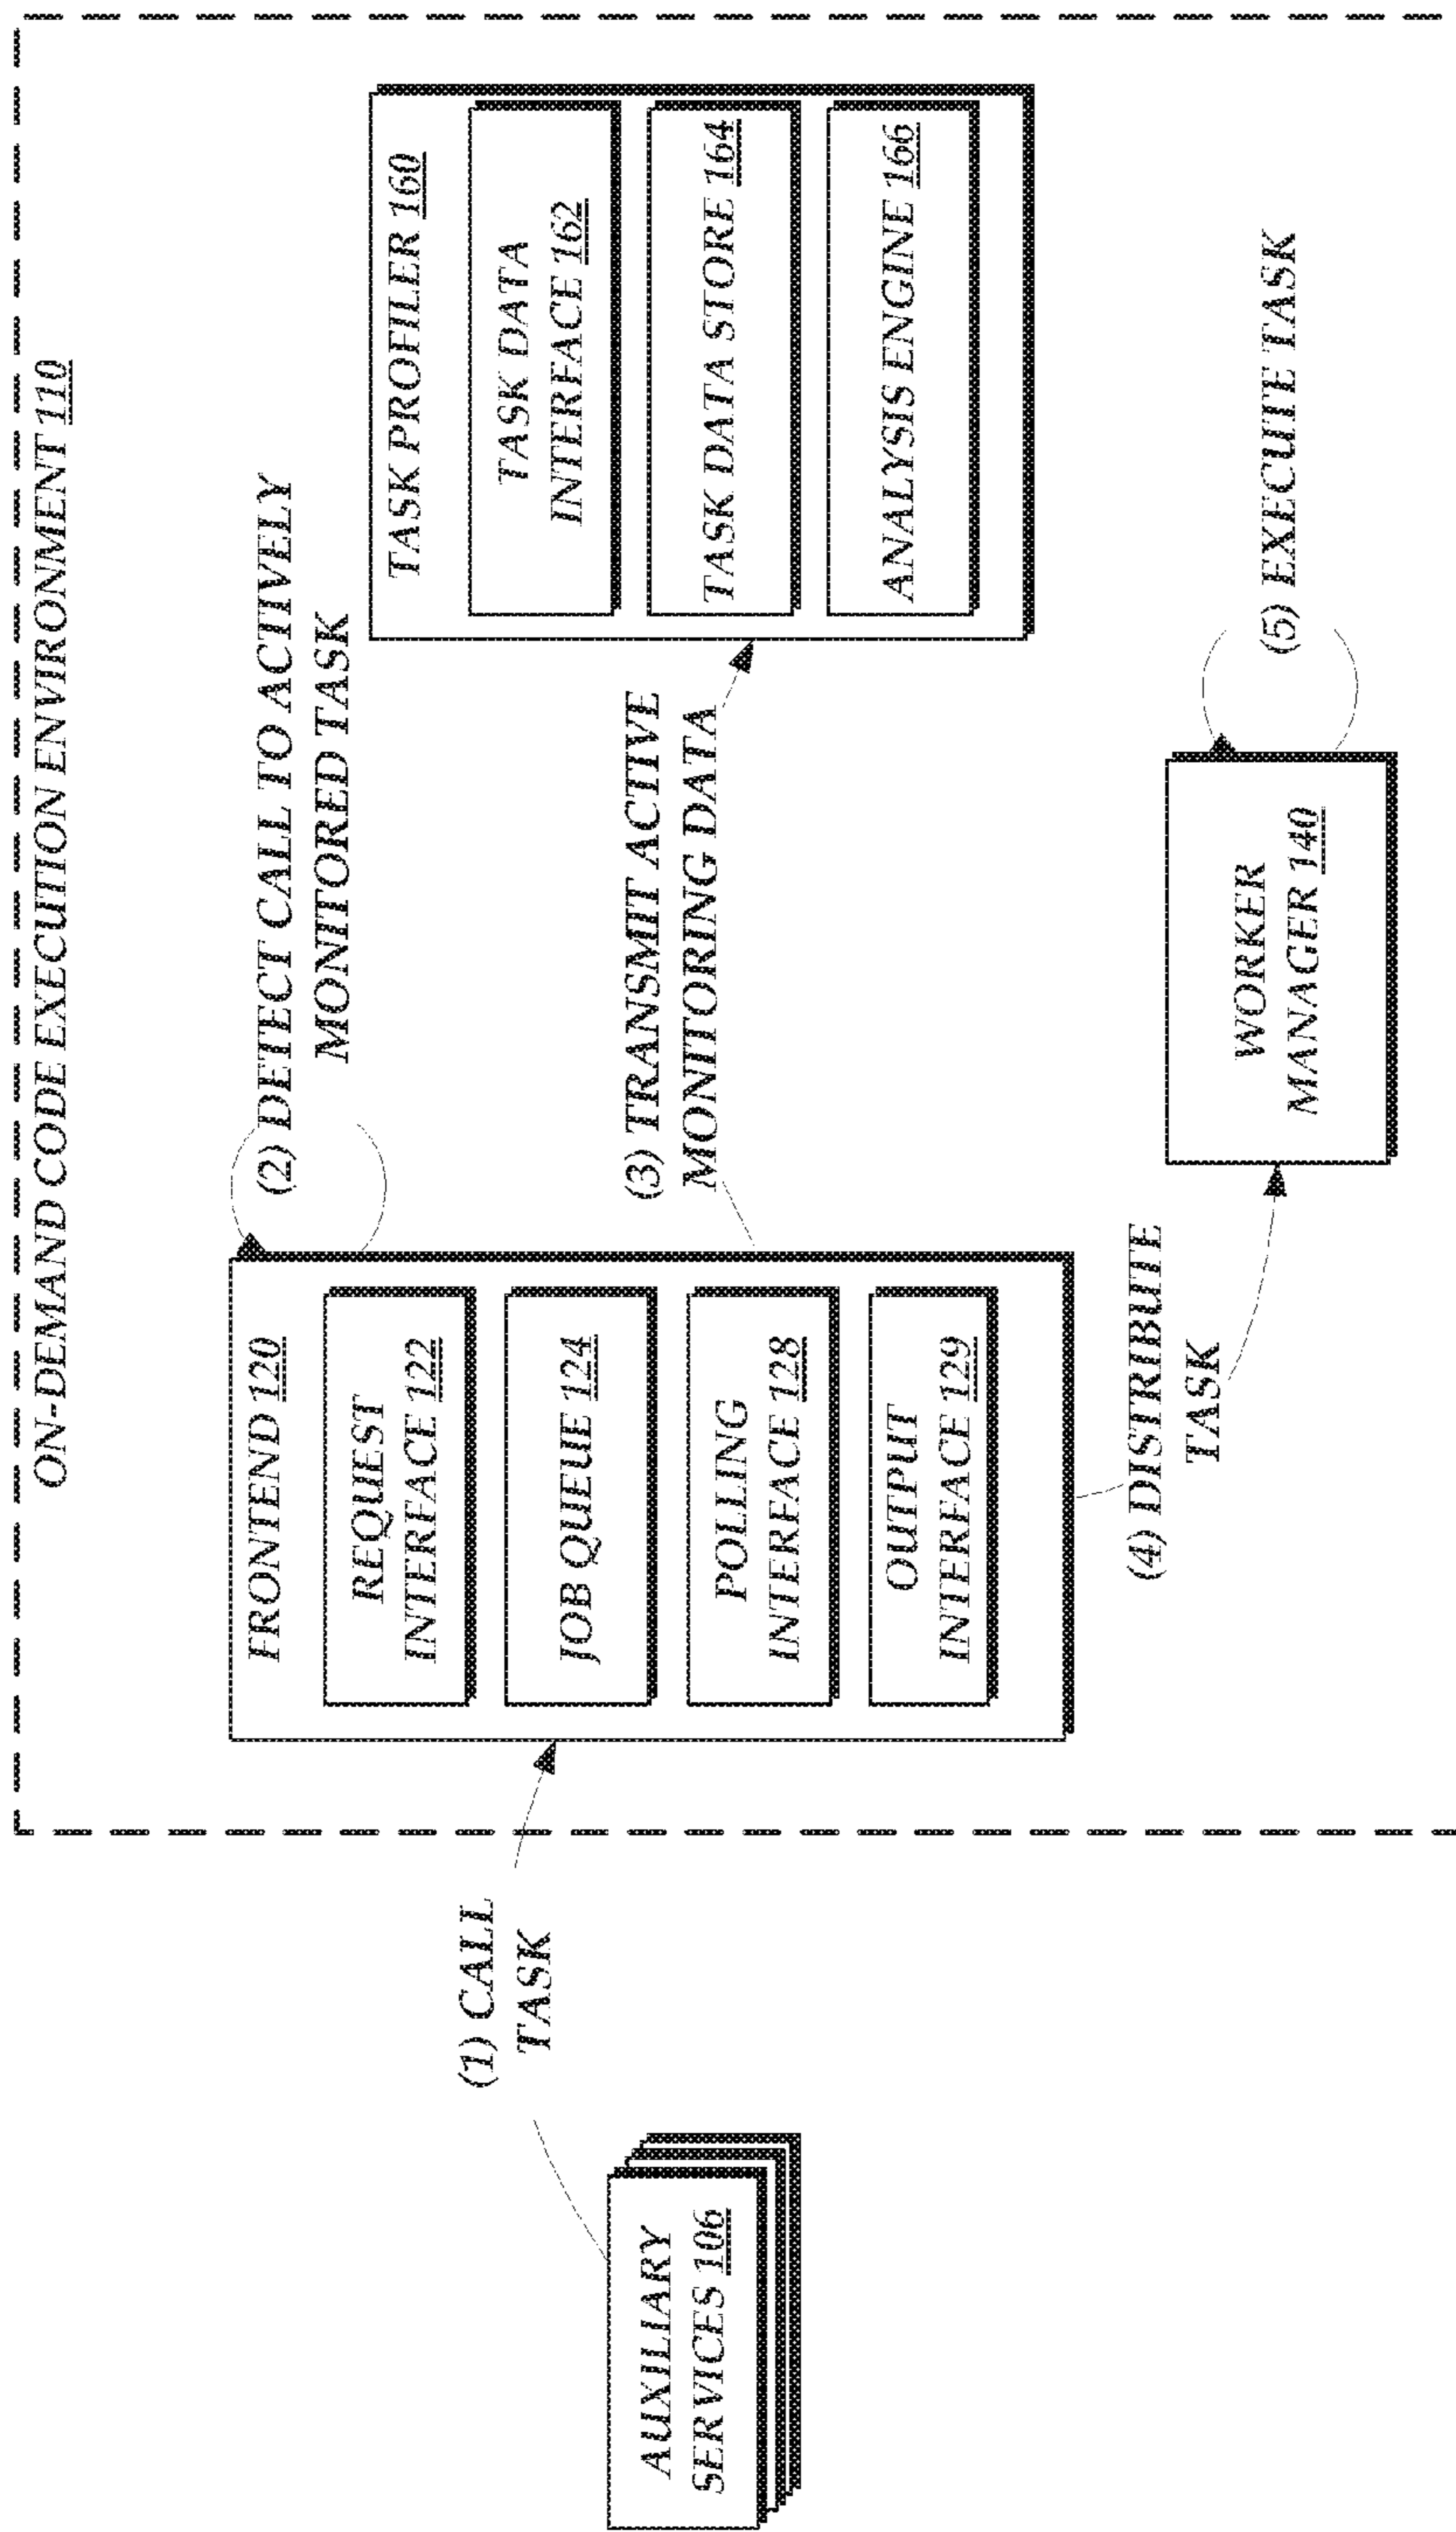 ON-DEMAND CODE EXECUTION ENVIRONMENT 110
(1) CALL
TASK
AUXILIARY
SERVICES 106
FRONTEND 120
REQUEST
INTERFACE 122
JOB QUEUE 124
POLLING
INTERFACE 128
OUTPUT
INTERFACE 129
(2) DETECT CALL TO ACTIVELY
MONITORED TASK
(3) TRANSMIT ACTIVE
MONITORING DATA
TASK PROFILER 160
TASK DATA
INTERFACE 162
TASK DATA STORE 164
ANALYSIS ENGINE 166
(4) DISTRIBUTE
TASK
WORKER
MANAGER 140
(5) EXECUTE TASK